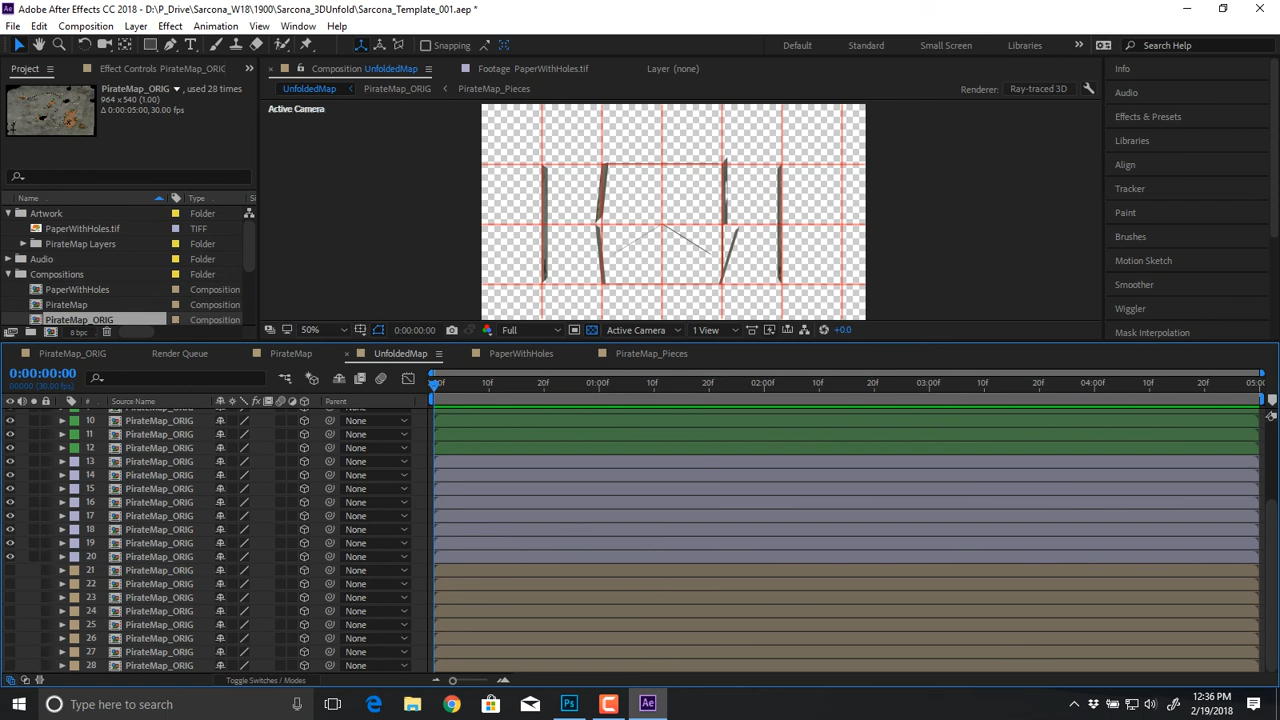 Adobe After Effects CC 2018 - D:\P_Drive\Sarcona_W18\1900\Sarcona_3DUnfold\Sarcona_Template_001.aep *
File Edit Composition Layer Effect Animation View Window Help
Snapping Default Standard Small Screen Libraries Search Help
Project Effect Controls PirateMap_ORIG Composition UnfoldedMap Footage PaperWithHoles.tif Layer (none) Info
PirateMap_ORIG , used 28 times UnfoldedMap PirateMap_ORIG PirateMap_Pieces Renderer: Ray-traced 3D Audio
964 x 540 (1.00)
Δ 0:00:05:00, 30.00 fps
Active Camera
Effects & Presets
Libraries
Align
Tracker
Name Type Si
Artwork Folder Paint
PaperWithHoles.tif TIFF
PirateMap Layers Folder Brushes
Audio Folder Motion Sketch
Compositions Folder
PaperWithHoles Composition Smoother
PirateMap Composition Wiggler
PirateMap_ORIG Composition
8 bpc 50% 0:00:00:00 Full Active Camera 1 View +0.0 Mask Interpolation
PirateMap_ORIG Render Queue PirateMap UnfoldedMap PaperWithHoles PirateMap_Pieces
0:00:00:00
00000 (30.00 fps)
:00f 10f 20f 01:00f 10f 20f 02:00f 10f 20f 03:00f 10f 20f 04:00f 10f 20f 05:00
# Source Name Parent
10 PirateMap_ORIG None
11 PirateMap_ORIG None
12 PirateMap_ORIG None
13 PirateMap_ORIG None
14 PirateMap_ORIG None
15 PirateMap_ORIG None
16 PirateMap_ORIG None
17 PirateMap_ORIG None
18 PirateMap_ORIG None
19 PirateMap_ORIG None
20 PirateMap_ORIG None
21 PirateMap_ORIG None
22 PirateMap_ORIG None
23 PirateMap_ORIG None
24 PirateMap_ORIG None
25 PirateMap_ORIG None
26 PirateMap_ORIG None
27 PirateMap_ORIG None
28 PirateMap_ORIG None
Toggle Switches / Modes
Type here to search
12:36 PM
2/19/2018